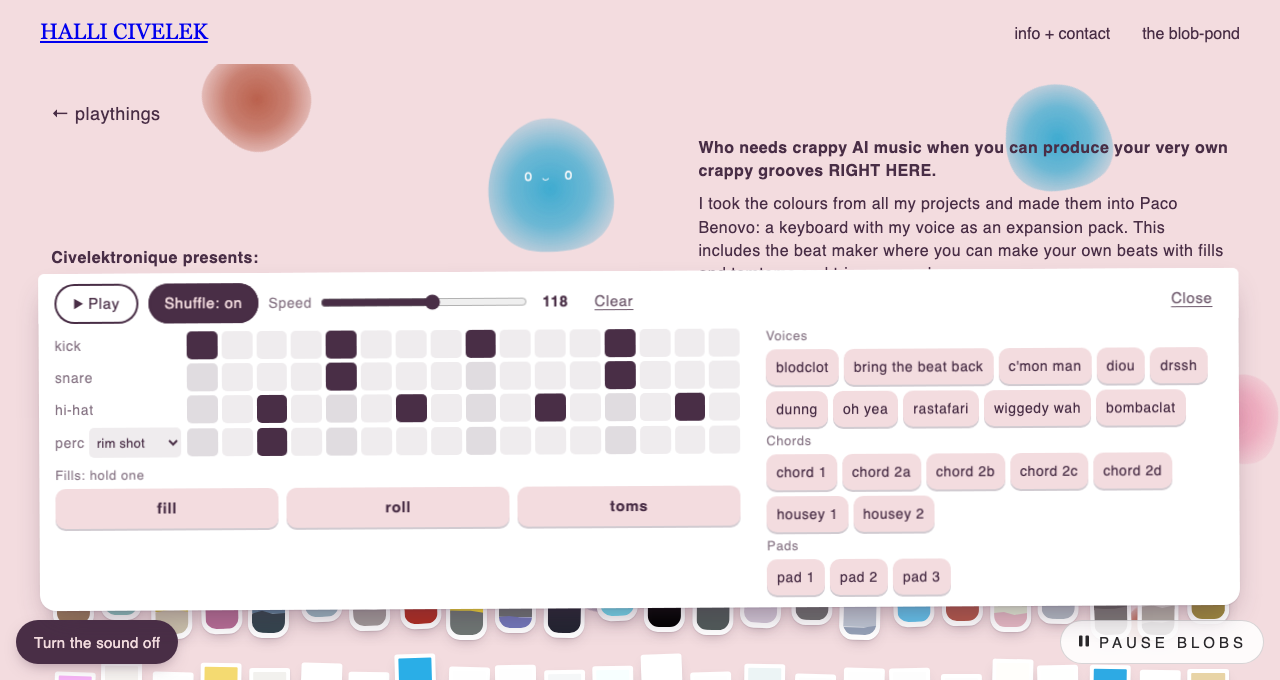 HALLI CIVELEK
info + contact
the blob-pond
← playthings
Who needs crappy AI music when you can produce your very own
crappy grooves RIGHT HERE.
I took the colours from all my projects and made them into Paco
Benovo: a keyboard with my voice as an expansion pack. This
includes the beat maker where you can make your own beats with fills
Civelektronique presents:
Play
Shuffle: on
Speed
118
Clear
Close
kick
snare
hi-hat
perc
rim shot
Fills: hold one
fill
roll
toms
Voices
blodclot
bring the beat back
c'mon man
diou
drssh
dunng
oh yea
rastafari
wiggedy wah
bombaclat
Chords
chord 1
chord 2a
chord 2b
chord 2c
chord 2d
housey 1
housey 2
Pads
pad 1
pad 2
pad 3
Turn the sound off
PAUSE BLOBS